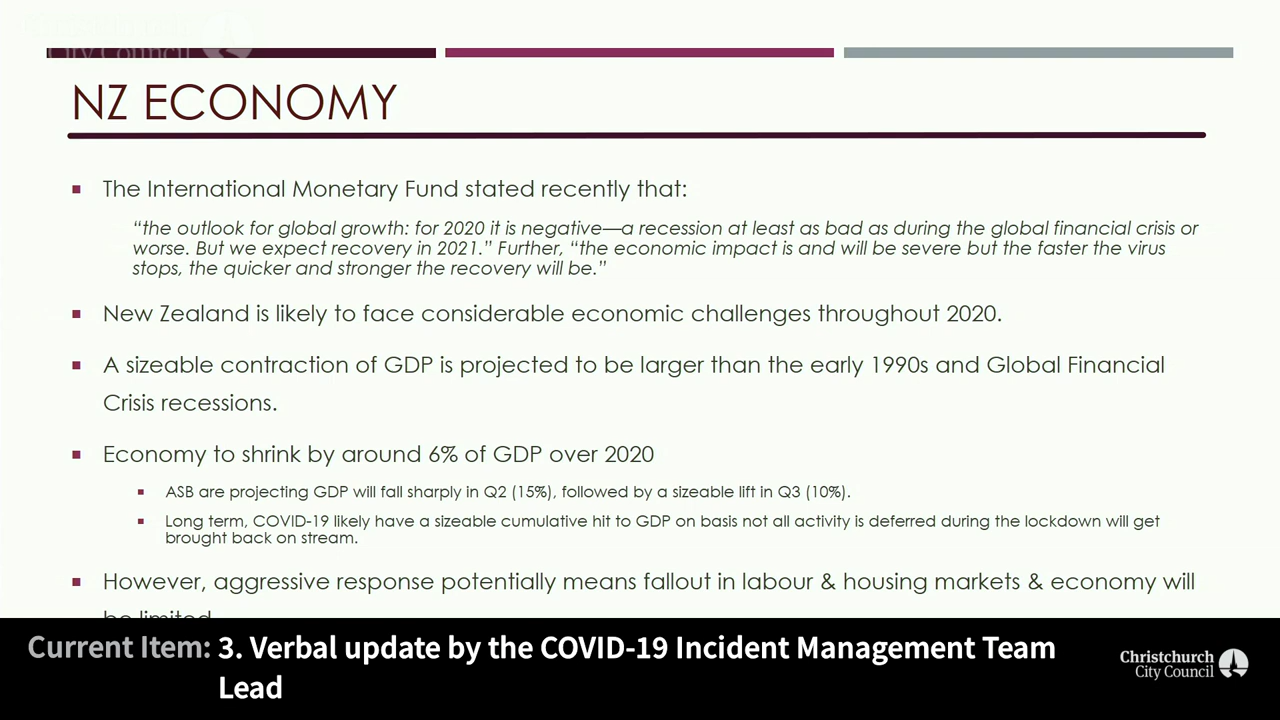 City Council
NZ ECONOMY
The International Monetary Fund stated recently that:
“the outlook for global growth: for 2020 it is negative—a recession at least as bad as during the global financial crisis or
worse. But we expect recovery in 2021.” Further, “the economic impact is and will be severe but the faster the virus
stops, the quicker and stronger the recovery will be.”
New Zealand is likely to face considerable economic challenges throughout 2020.
A sizeable contraction of GDP is projected to be larger than the early 1990s and Global Financial
Crisis recessions.
Economy to shrink by around 6% of GDP over 2020
ASB are projecting GDP will fall sharply in Q2 (15%), followed by a sizeable lift in Q3 (10%).
Long term, COVID-19 likely have a sizeable cumulative hit to GDP on basis not all activity is deferred during the lockdown will get
brought back on stream.
However, aggressive response potentially means fallout in labour & housing markets & economy will
be limited
Current Item: 3. Verbal update by the COVID-19 Incident Management Team
Lead
Christchurch
City Council